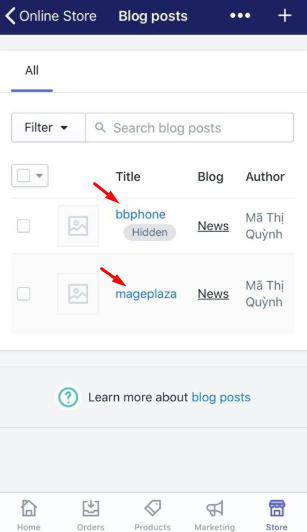 Online Store Blog posts
All
Filter Search blog posts
Title Blog Author
bbphone News Mã Thị
Hidden Quỳnh
mageplaza News Mã Thị
Quỳnh
Learn more about blog posts
Home Orders Products Marketing Store